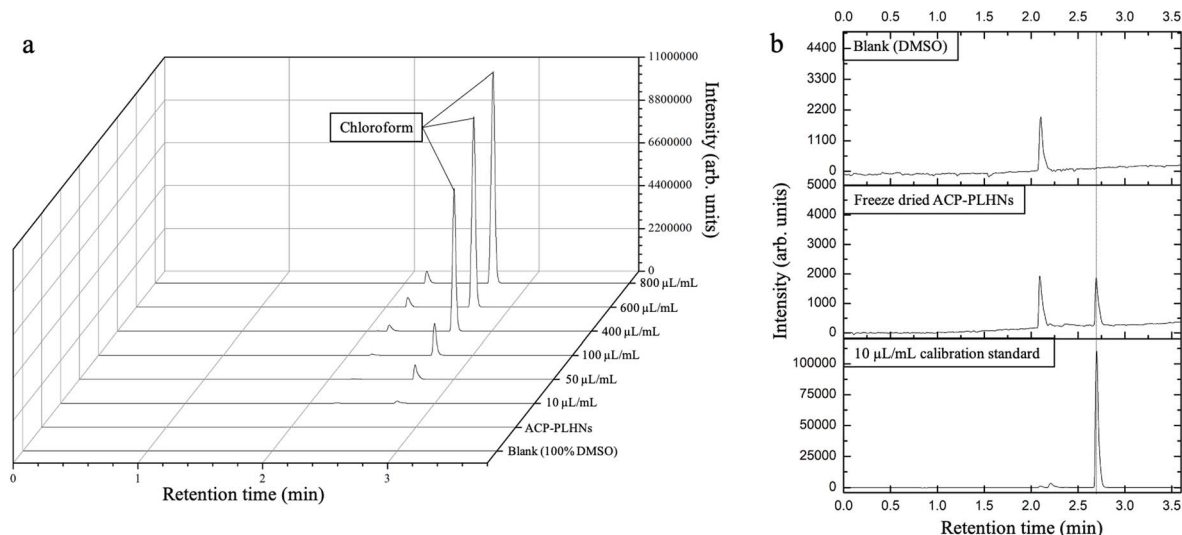 a
11000000
8800000
6600000
4400000
2200000
0
Intensity (arb. units)
Chloroform
800 µL/mL
600 µL/mL
400 µL/mL
100 µL/mL
50 µL/mL
10 µL/mL
ACP-PLHNs
Blank (100% DMSO)
0 1 2 3
Retention time (min)
b
0.0 0.5 1.0 1.5 2.0 2.5 3.0 3.5
Blank (DMSO)
4400
3300
2200
1100
0
5000
Freeze dried ACP-PLHNs
4000
3000
2000
1000
0
Intensity (arb. units)
10 µL/mL calibration standard
100000
75000
50000
25000
0
0.0 0.5 1.0 1.5 2.0 2.5 3.0 3.5
Retention time (min)